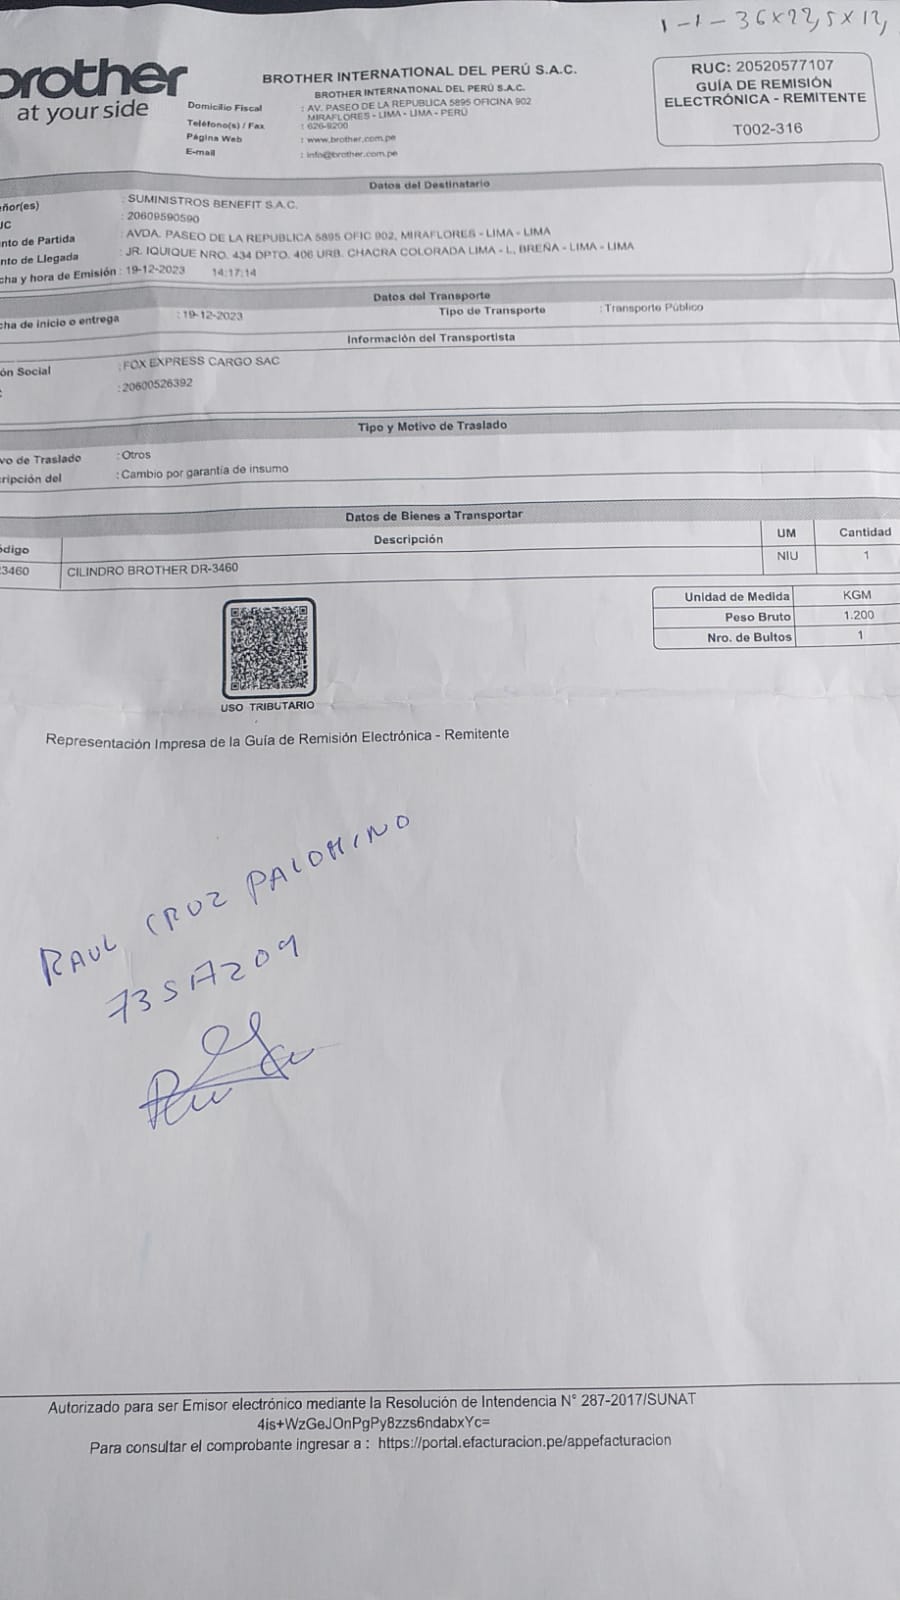 1-1-36x22,5x12,
brother
at your side
BROTHER INTERNATIONAL DEL PERÚ S.A.C.
BROTHER INTERNATIONAL DEL PERÚ S.A.C.
Domicilio Fiscal : AV. PASEO DE LA REPUBLICA 5895 OFICINA 902
MIRAFLORES - LIMA - LIMA - PERÚ
Teléfono(s) / Fax : 626-9200
Página Web : www.brother.com.pe
E-mail : info@brother.com.pe
RUC: 20520577107
GUÍA DE REMISIÓN
ELECTRÓNICA - REMITENTE
T002-316
Datos del Destinatario
eñor(es) : SUMINISTROS BENEFIT S.A.C.
UC : 20609590590
nto de Partida : AVDA. PASEO DE LA REPUBLICA 5895 OFIC 902, MIRAFLORES - LIMA - LIMA
nto de Llegada : JR. IQUIQUE NRO. 434 DPTO. 406 URB. CHACRA COLORADA LIMA - L, BREÑA - LIMA - LIMA
cha y hora de Emisión : 19-12-2023 14:17:14
Datos del Transporte
cha de inicio o entrega : 19-12-2023 Tipo de Transporte : Transporte Público
Información del Transportista
ón Social : FOX EXPRESS CARGO SAC
: 20600526392
Tipo y Motivo de Traslado
vo de Traslado : Otros
ripción del : Cambio por garantía de insumo
Datos de Bienes a Transportar
ódigo Descripción UM Cantidad
3460 CILINDRO BROTHER DR-3460 NIU 1
Unidad de Medida KGM
Peso Bruto 1.200
Nro. de Bultos 1
USO TRIBUTARIO
Representación Impresa de la Guía de Remisión Electrónica - Remitente
RAUL CRUZ PALOMINO
Autorizado para ser Emisor electrónico mediante la Resolución de Intendencia N° 287-2017/SUNAT
4is+WzGeJOnPgPy8zzs6ndabxYc=
Para consultar el comprobante ingresar a : https://portal.efacturacion.pe/appefacturacion